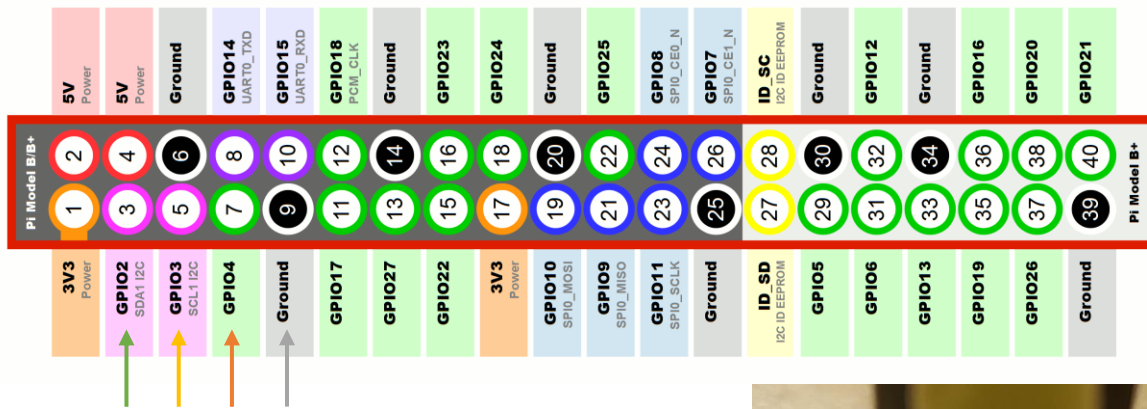 5V
Power
5V
Power
Ground
GPIO14
UART0_TXD
GPIO15
UART0_RXD
GPIO18
PCM_CLK
Ground
GPIO23
GPIO24
Ground
GPIO25
GPIO8
SPI0_CE0_N
GPIO7
SPI0_CE1_N
ID_SC
I2C ID EEPROM
Ground
GPIO12
Ground
GPIO16
GPIO20
GPIO21
Pi Model B/B+
2 4 6 8 10 12 14 16 18 20 22 24 26 28 30 32 34 36 38 40
1 3 5 7 9 11 13 15 17 19 21 23 25 27 29 31 33 35 37 39
Pi Model B+
3V3
Power
GPIO2
SDA1 I2C
GPIO3
SCL1 I2C
GPIO4
Ground
GPIO17
GPIO27
GPIO22
3V3
Power
GPIO10
SPI0_MOSI
GPIO9
SPI0_MISO
GPIO11
SPI0_SCLK
Ground
ID_SD
I2C ID EEPROM
GPIO5
GPIO6
GPIO13
GPIO19
GPIO26
Ground